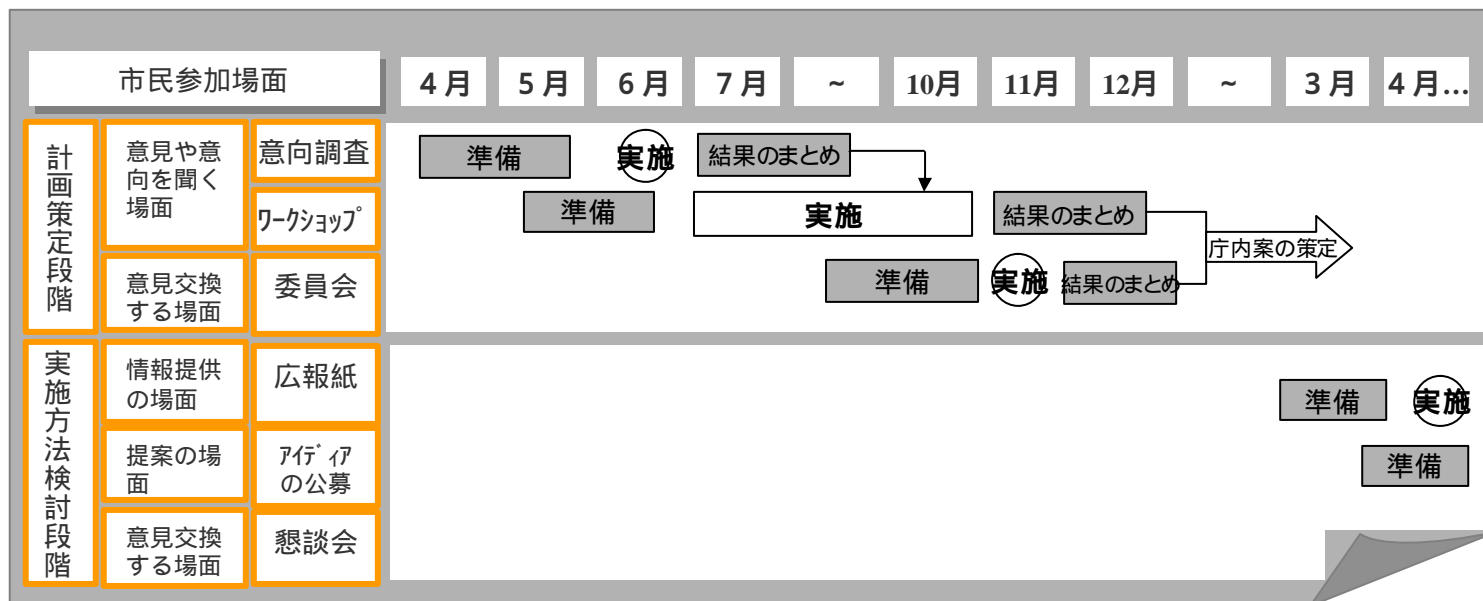 市民参加場面
４月
５月
６月
７月
~
10月
11月
12月
~
３月
４月…
計画策定段階
意見や意
向を聞く
場面
意向調査
準備
実施
結果のまとめ
ﾜｰｸｼｮｯﾌﾟ
準備
実施
結果のまとめ
庁内案の策定
意見交換
する場面
委員会
準備
実施
結果のまとめ
実施方法検討段階
情報提供
の場面
広報紙
準備
実施
提案の場
面
ｱｲﾃﾞｨｱ
の公募
準備
意見交換
する場面
懇談会